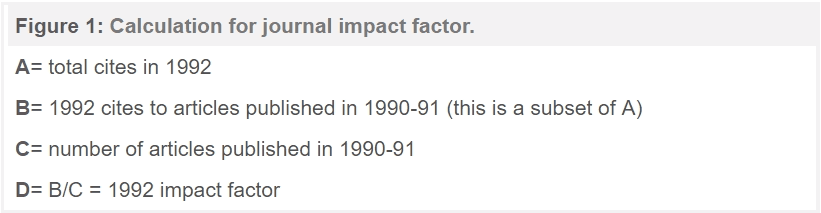 Figure 1: Calculation for journal impact factor.
A= total cites in 1992
B= 1992 cites to articles published in 1990-91 (this is a subset of A)
C= number of articles published in 1990-91
D= B/C = 1992 impact factor